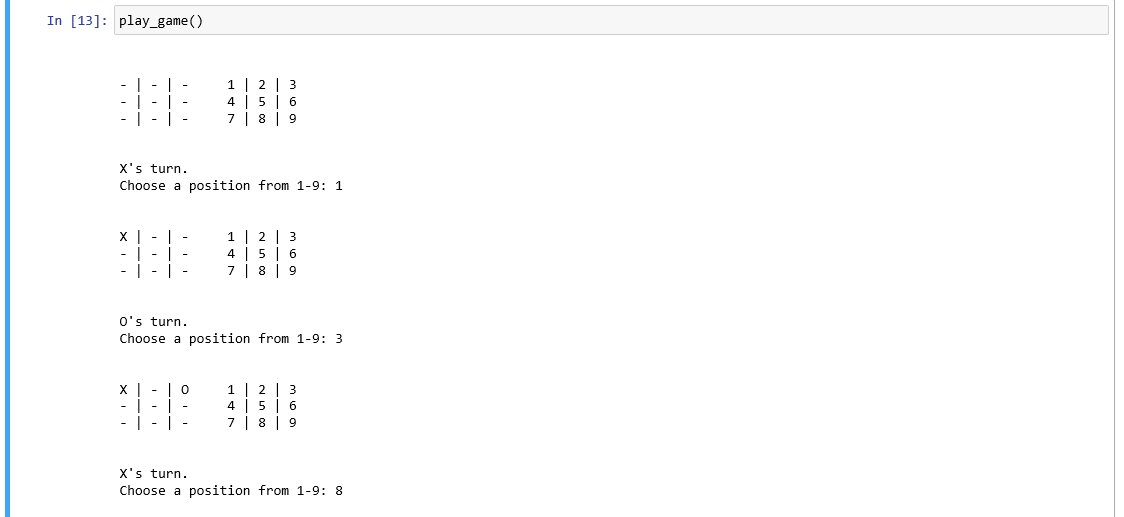 In [13]: play_game()
- | - | -     1 | 2 | 3
- | - | -     4 | 5 | 6
- | - | -     7 | 8 | 9
X's turn.
Choose a position from 1-9: 1
X | - | -     1 | 2 | 3
- | - | -     4 | 5 | 6
- | - | -     7 | 8 | 9
O's turn.
Choose a position from 1-9: 3
X | - | O     1 | 2 | 3
- | - | -     4 | 5 | 6
- | - | -     7 | 8 | 9
X's turn.
Choose a position from 1-9: 8